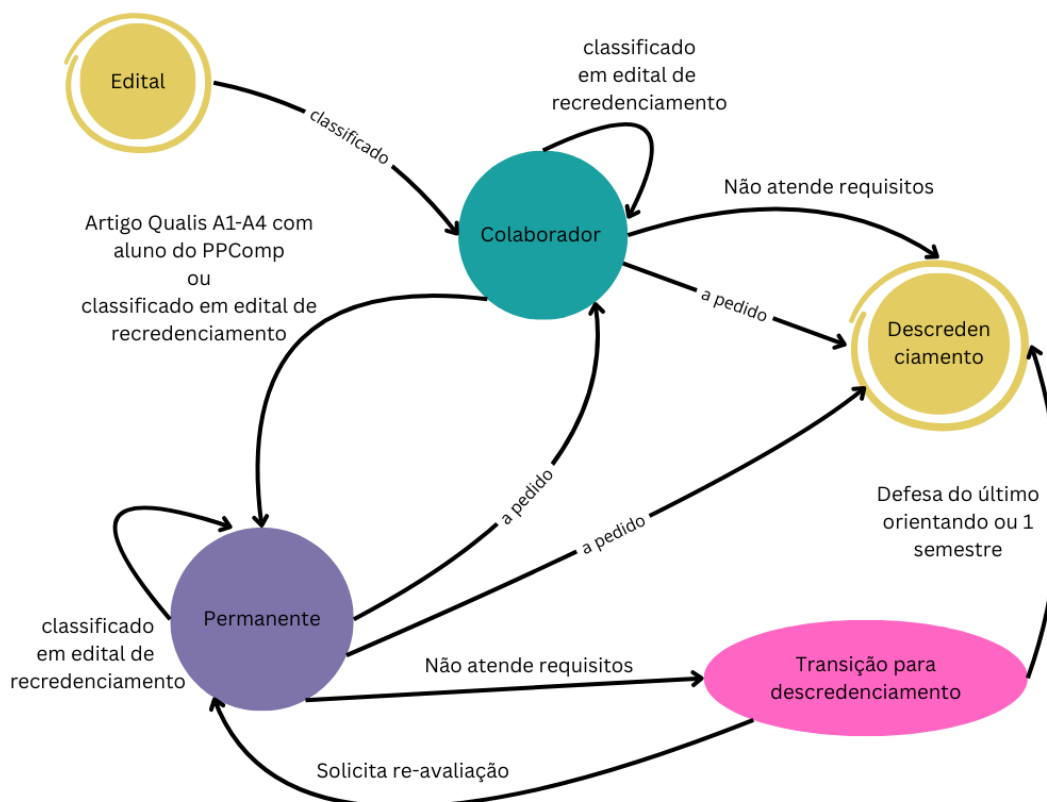 Edital
classificado
classificado
em edital de
recredenciamento
Colaborador
Não atende requisitos
a pedido
Artigo Qualis A1-A4 com
aluno do PPComp
ou
classificado em edital de
recredenciamento
Descreden
ciamento
a pedido
a pedido
Defesa do último
orientando ou 1
semestre
Permanente
classificado
em edital de
recredenciamento
Não atende requisitos
Transição para
descredenciamento
Solicita re-avaliação